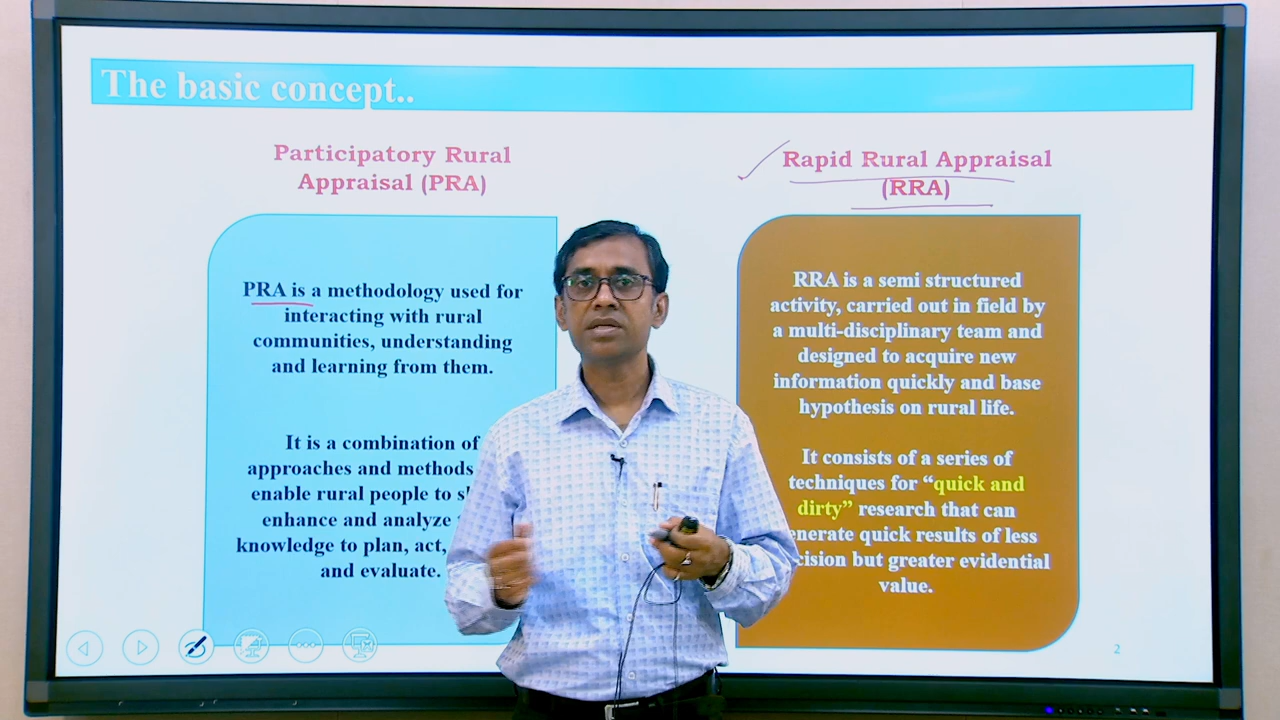 The basic concept..
Participatory Rural
Appraisal (PRA)
PRA is a methodology used for
interacting with rural
communities, understanding
and learning from them.
It is a combination of
approaches and methods
enable rural people to
enhance and analyze
knowledge to plan, act,
and evaluate.
Rapid Rural Appraisal
(RRA)
RRA is a semi structured
activity, carried out in field by
a multi-disciplinary team and
designed to acquire new
information quickly and base
hypothesis on rural life.
It consists of a series of
techniques for “quick and
dirty” research that can
quick results of less
but greater evidential
value.
2